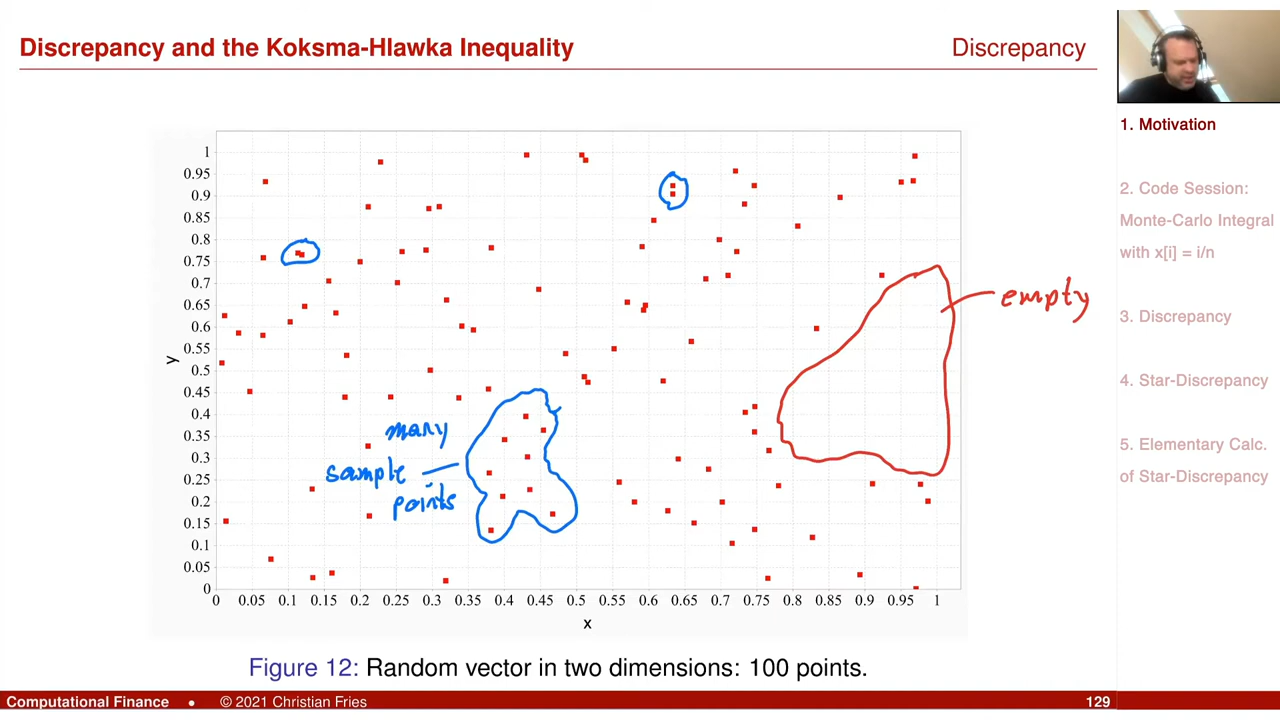 Discrepancy and the Koksma-Hlawka Inequality
Discrepancy
1. Motivation
2. Code Session:
Monte-Carlo Integral
with x[i] = i/n
3. Discrepancy
4. Star-Discrepancy
5. Elementary Calc.
of Star-Discrepancy
1
0.95
0.9
0.85
0.8
0.75
0.7
0.65
0.6
0.55
0.5
0.45
0.4
0.35
0.3
0.25
0.2
0.15
0.1
0.05
0
y
empty
many
sample
points
0 0.05 0.1 0.15 0.2 0.25 0.3 0.35 0.4 0.45 0.5 0.55 0.6 0.65 0.7 0.75 0.8 0.85 0.9 0.95 1
x
Figure 12: Random vector in two dimensions: 100 points.
Computational Finance • © 2021 Christian Fries 129